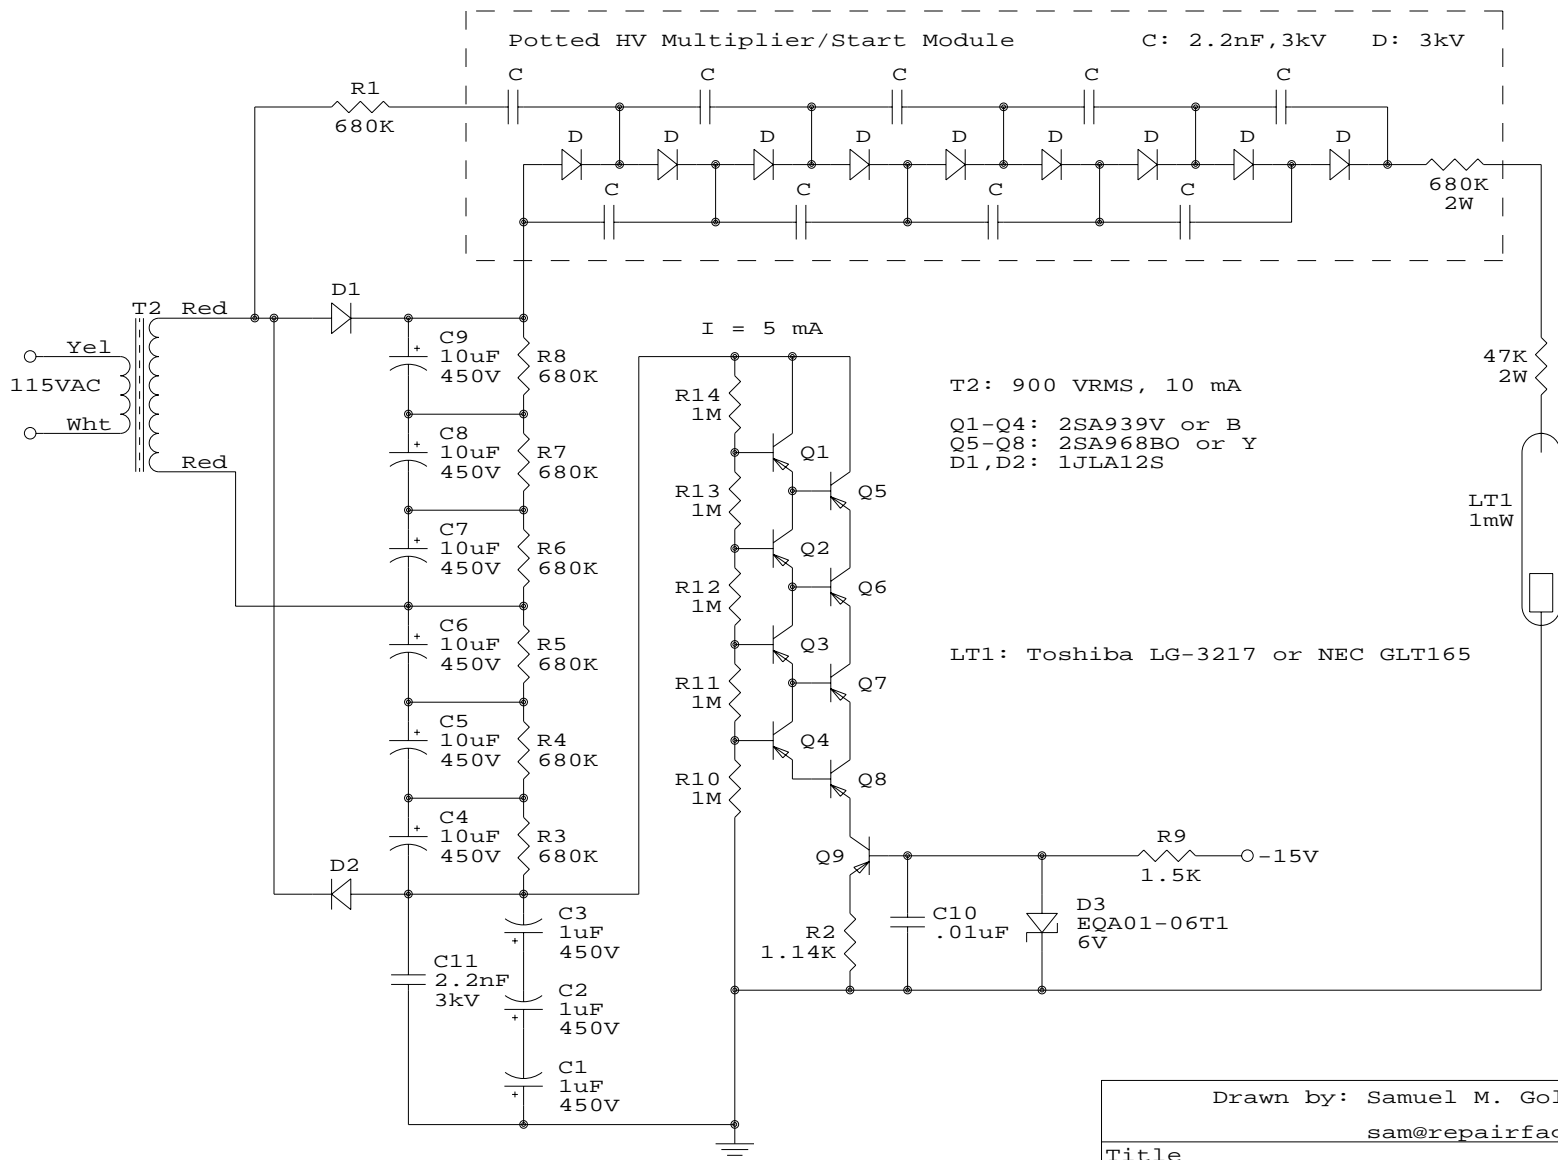 Potted HV Multiplier/Start Module C: 2.2nF,3kV D: 3kV
C C C C C
R1
680K
D D D D D D D D D
680K
2W
C C C C
T2
Red
D1
Yel
115VAC
Wht
Red
C9
10uF
450V
R8
680K
C8
10uF
450V
R7
680K
C7
10uF
450V
R6
680K
C6
10uF
450V
R5
680K
C5
10uF
450V
R4
680K
C4
10uF
450V
R3
680K
D2
C3
1uF
450V
C11
2.2nF
3kV
C2
1uF
450V
C1
1uF
450V
I = 5 mA
R14
1M
Q1
R13
1M
Q5
Q2
R12
1M
Q6
Q3
R11
1M
Q7
Q4
R10
1M
Q8
Q9
R2
1.14K
C10
.01uF
D3
EQA01-06T1
6V
R9
1.5K
-15V
T2: 900 VRMS, 10 mA
Q1-Q4: 2SA939V or B
Q5-Q8: 2SA968BO or Y
D1,D2: 1JLA12S
47K
2W
LT1
1mW
LT1: Toshiba LG-3217 or NEC GLT165
Drawn by: Samuel M. Gol
sam@repairfac
Title